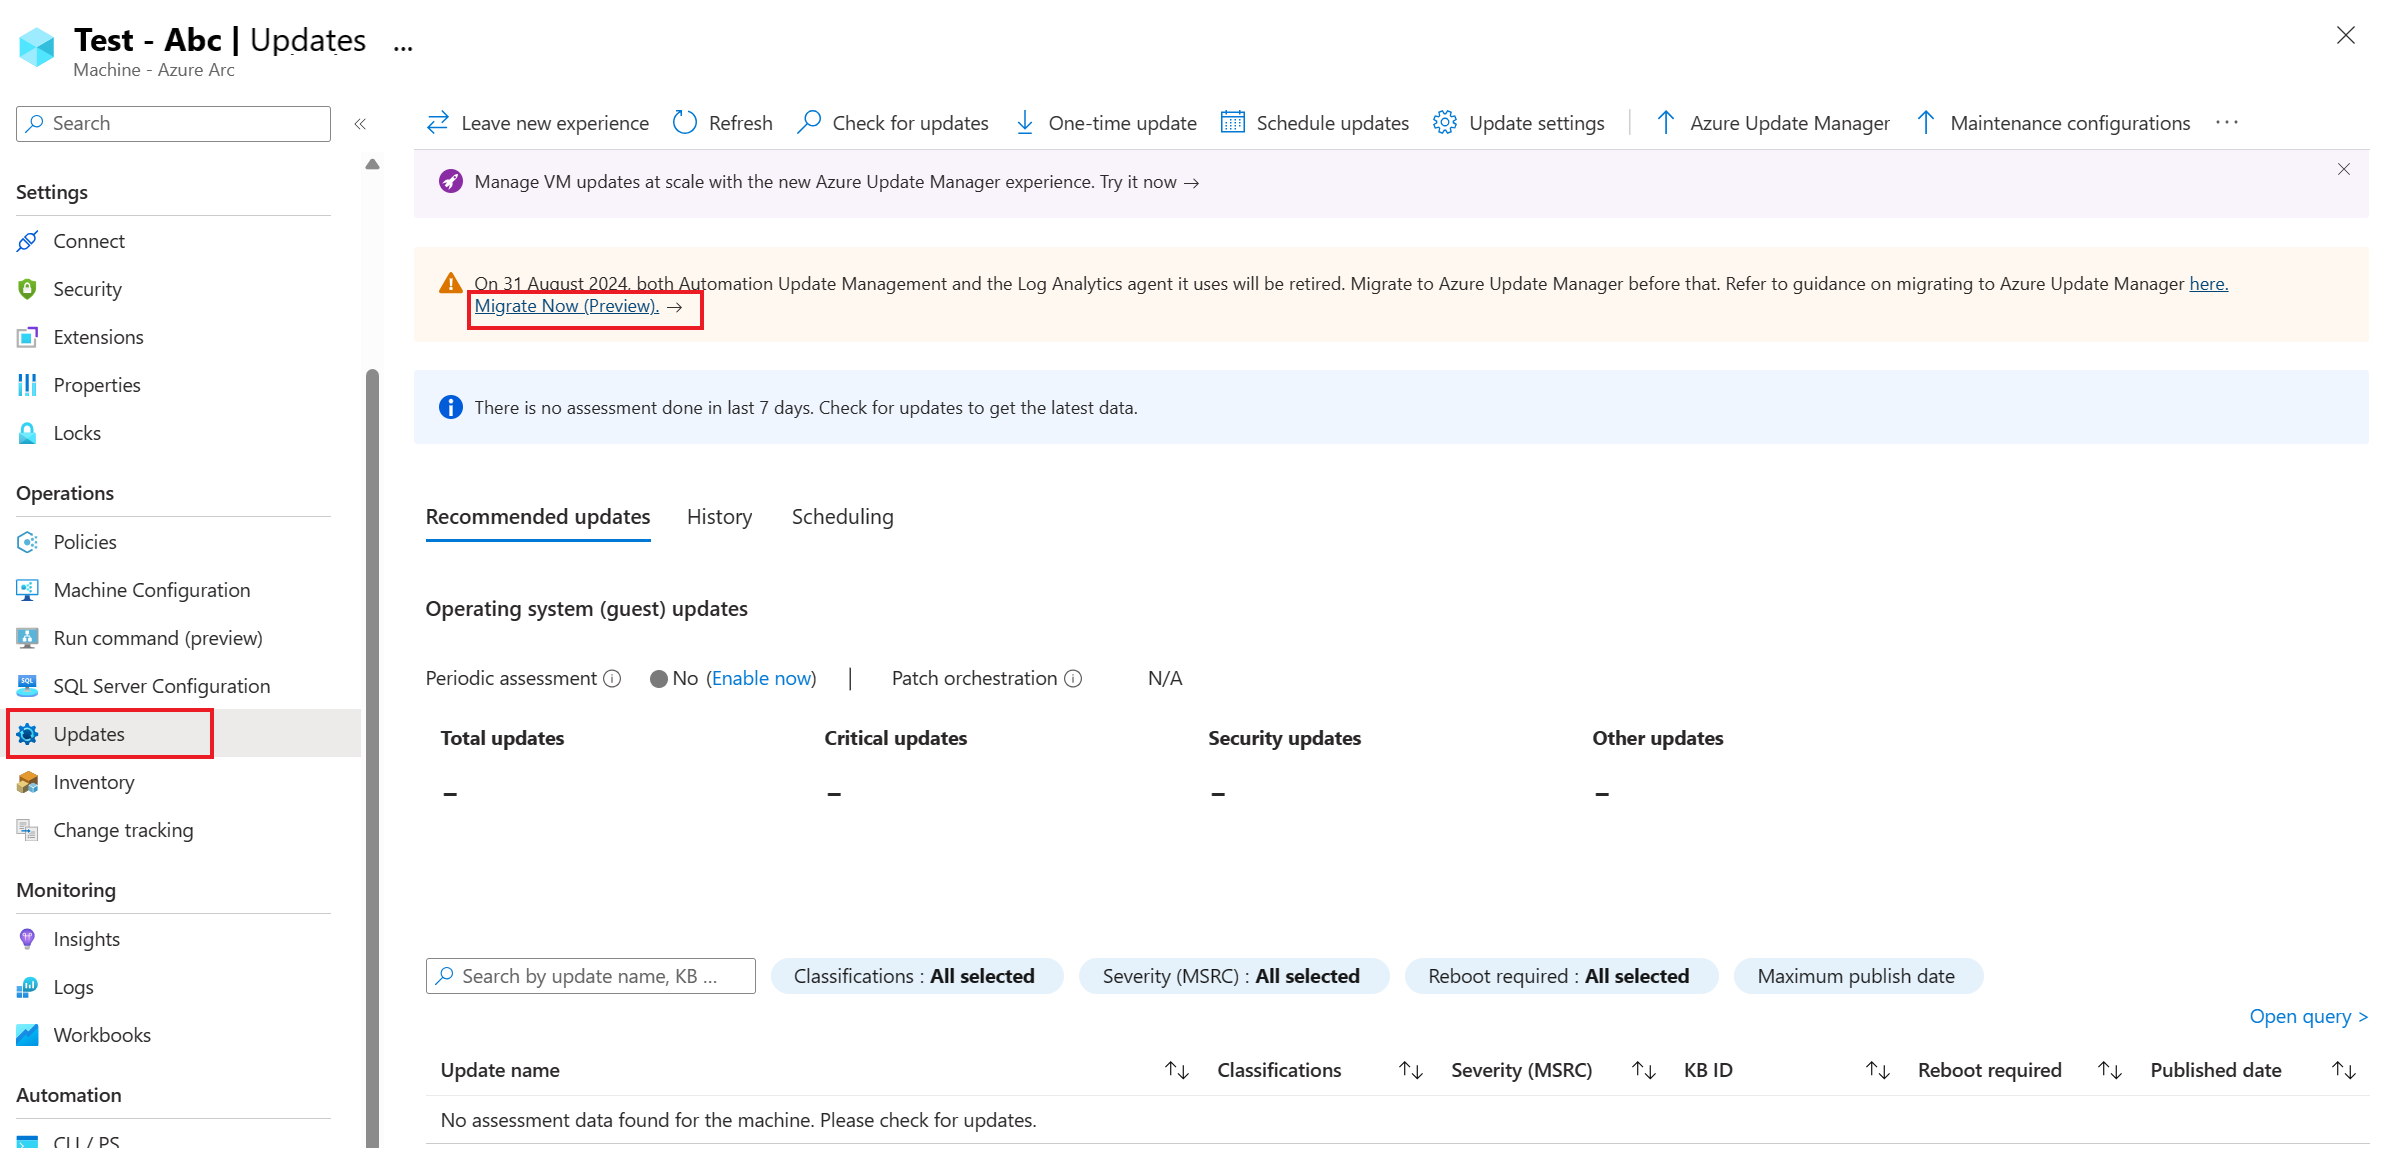 Test - Abc | Updates ...
Machine - Azure Arc
Search
«
Leave new experience
Refresh
Check for updates
One-time update
Schedule updates
Update settings
Azure Update Manager
Maintenance configurations
...
Manage VM updates at scale with the new Azure Update Manager experience. Try it now →
On 31 August 2024, both Automation Update Management and the Log Analytics agent it uses will be retired. Migrate to Azure Update Manager before that. Refer to guidance on migrating to Azure Update Manager here.
Migrate Now (Preview). →
There is no assessment done in last 7 days. Check for updates to get the latest data.
Settings
Connect
Security
Extensions
Properties
Locks
Operations
Policies
Machine Configuration
Run command (preview)
SQL Server Configuration
Updates
Inventory
Change tracking
Monitoring
Insights
Logs
Workbooks
Automation
CLI / PS
Recommended updates
History
Scheduling
Operating system (guest) updates
Periodic assessment
No (Enable now)
|
Patch orchestration
N/A
Total updates
–
Critical updates
–
Security updates
–
Other updates
–
Search by update name, KB ...
Classifications : All selected
Severity (MSRC) : All selected
Reboot required : All selected
Maximum publish date
Open query >
Update name
Classifications
Severity (MSRC)
KB ID
Reboot required
Published date
No assessment data found for the machine. Please check for updates.